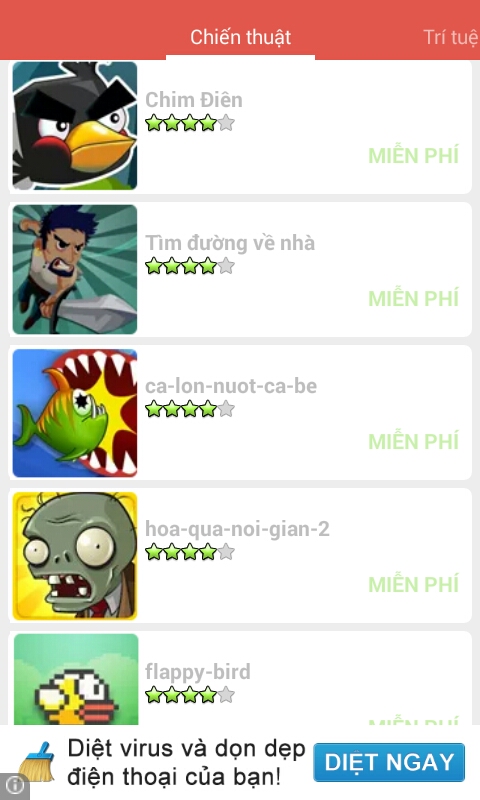 Chiến thuật
Trí tuệ
Chim Điên
MIỄN PHÍ
Tìm đường về nhà
MIỄN PHÍ
ca-lon-nuot-ca-be
MIỄN PHÍ
hoa-qua-noi-gian-2
MIỄN PHÍ
flappy-bird
MIỄN PHÍ
Diệt virus và dọn dẹp
điện thoại của bạn!
DIỆT NGAY